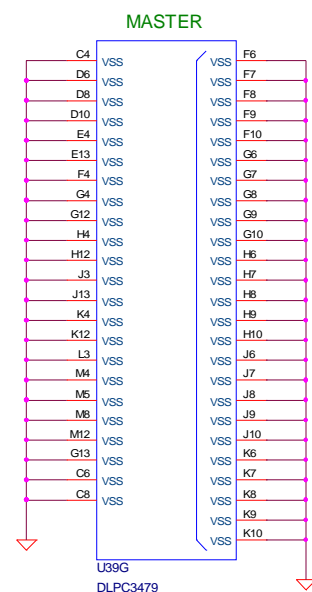 MASTER
C4 VSS VSS F6
D6 VSS VSS F7
D8 VSS VSS F8
D10 VSS VSS F9
E4 VSS VSS F10
E13 VSS VSS G6
F4 VSS VSS G7
G4 VSS VSS G8
G12 VSS VSS G9
H4 VSS VSS G10
H12 VSS VSS H6
J3 VSS VSS H7
J13 VSS VSS H8
K4 VSS VSS H9
K12 VSS VSS H10
L3 VSS VSS J6
M4 VSS VSS J7
M5 VSS VSS J8
M8 VSS VSS J9
M12 VSS VSS J10
G13 VSS VSS K6
C6 VSS VSS K7
C8 VSS VSS K8
VSS K9
VSS K10
U39G
DLPC3479